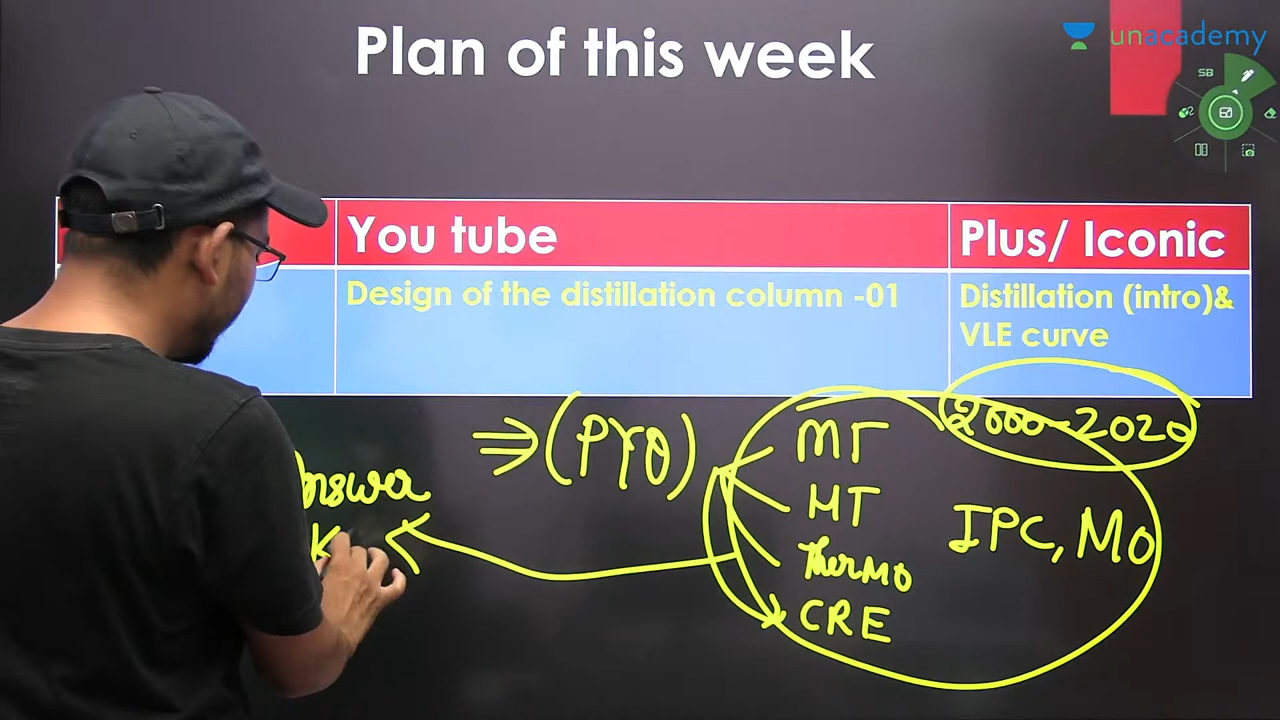 Plan of this week
unacademy
SB
You tube
Plus/ Iconic
Design of the distillation column -01
Distillation (intro)&
VLE curve
2000-2020
⇒ (PYQ)
MT
HT
IPC, MO
Answer
K
TherMo
CRE